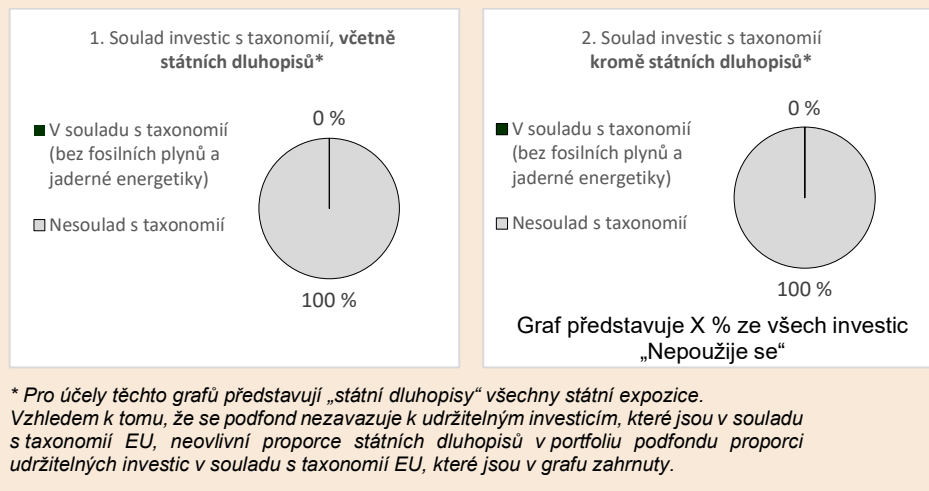 1. Soulad investic s taxonomií, včetně
státních dluhopisů*
V souladu s taxonomií
(bez fosilních plynů a
jaderné energetiky)
Nesoulad s taxonomií
0 %
100 %
2. Soulad investic s taxonomií
kromě státních dluhopisů*
V souladu s taxonomií
(bez fosilních plynů a
jaderné energetiky)
Nesoulad s taxonomií
0 %
100 %
Graf představuje X % ze všech investic
„Nepoužije se“
* Pro účely těchto grafů představují „státní dluhopisy“ všechny státní expozice.
Vzhledem k tomu, že se podfond nezavazuje k udržitelným investicím, které jsou v souladu
s taxonomií EU, neovlivní proporce státních dluhopisů v portfoliu podfondu proporci
udržitelných investic v souladu s taxonomií EU, které jsou v grafu zahrnuty.